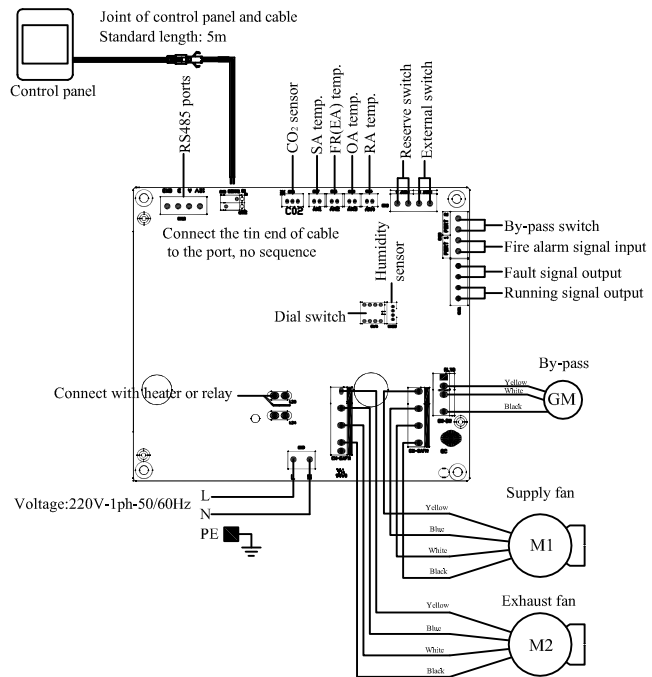 Joint of control panel and cable
Standard length: 5m
Control panel
RS485 ports
CO₂ sensor
SA temp.
FR(EA) temp.
OA temp.
RA temp.
Reserve switch
External switch
CO2
Connect the tin end of cable
to the port, no sequence
Humidity
sensor
Dial switch
By-pass switch
Fire alarm signal input
Fault signal output
Running signal output
By-pass
Yellow
White
Black
GM
Connect with heater or relay
L
N
Voltage:220V-1ph-50/60Hz
L
N
PE
Supply fan
Yellow
Blue
White
Black
M1
Exhaust fan
Yellow
Blue
White
Black
M2